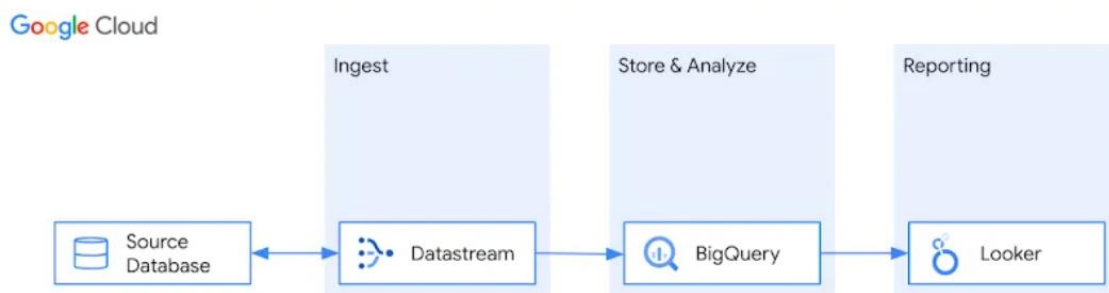 Google Cloud
Ingest
Store & Analyze
Reporting
Source
Database
Datastream
BigQuery
Looker